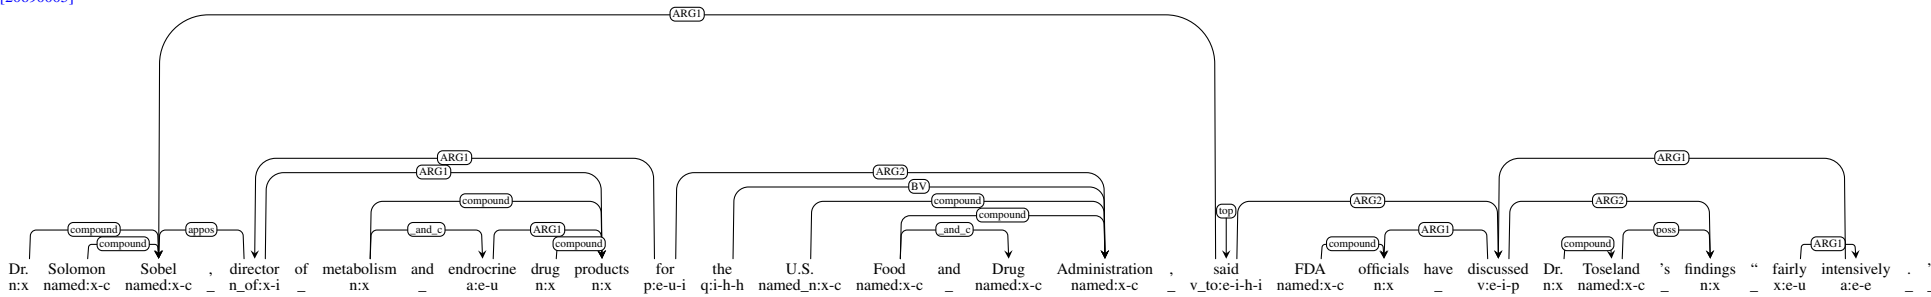 ARG1
ARG1
ARG1
ARG2
ARG1
BV
compound
compound
ARG2
ARG2
top
compound
compound
appos
_and_c
ARG1
_and_c
ARG1
poss
compound
compound
compound
compound
ARG1
Dr. Solomon Sobel , director of metabolism and endrocrine drug products for the U.S. Food and Drug Administration , said FDA officials have discussed Dr. Toseland 's findings “ fairly intensively . ”
n:x named:x-c named:x-c _ n_of:x-i _ n:x _ a:e-u n:x n:x p:e-u-i q:i-h-h named_n:x-c named:x-c _ named:x-c named:x-c _ v_to:e-i-h-i named:x-c n:x _ v:e-i-p n:x named:x-c _ n:x _ x:e-u a:e-e _ _